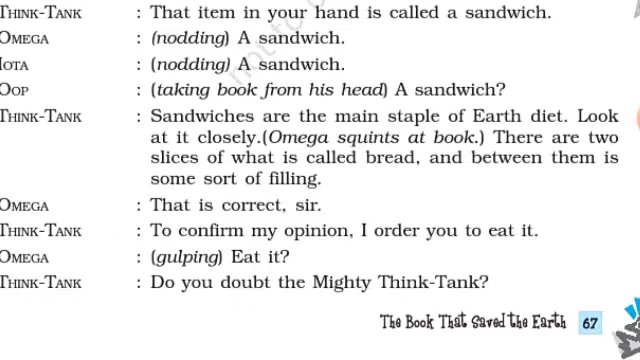 THINK-TANK : That item in your hand is called a sandwich.
OMEGA : (nodding) A sandwich.
IOTA : (nodding) A sandwich.
OOP : (taking book from his head) A sandwich?
THINK-TANK : Sandwiches are the main staple of Earth diet. Look
at it closely.(Omega squints at book.) There are two
slices of what is called bread, and between them is
some sort of filling.
OMEGA : That is correct, sir.
THINK-TANK : To confirm my opinion, I order you to eat it.
OMEGA : (gulping) Eat it?
THINK-TANK : Do you doubt the Mighty Think-Tank?
The Book That Saved the Earth 67